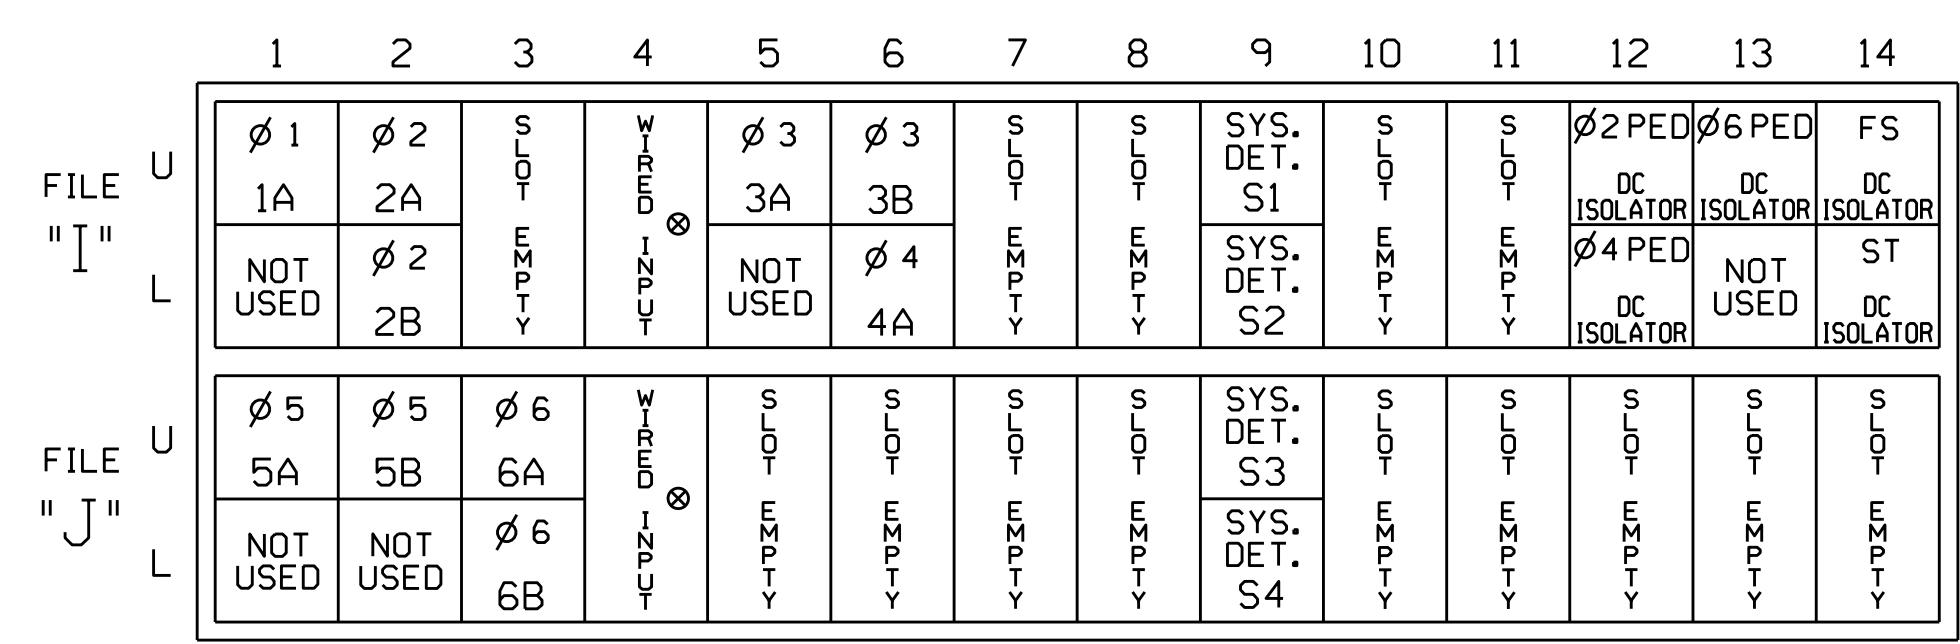 1 2 3 4 5 6 7 8 9 10 11 12 13 14
FILE "I"
U
L
Ø 1
1A
NOT
USED
Ø 2
2A
Ø 2
2B
SLOT EMPTY
WIRED INPUT
Ø 3
3A
NOT
USED
Ø 3
3B
Ø 4
4A
SLOT EMPTY
SLOT EMPTY
SYS.
DET.
S1
SYS.
DET.
S2
SLOT EMPTY
SLOT EMPTY
Ø2 PED
DC
ISOLATOR
Ø4 PED
DC
ISOLATOR
Ø6 PED
DC
ISOLATOR
NOT
USED
FS
DC
ISOLATOR
ST
DC
ISOLATOR
FILE "J"
U
L
Ø 5
5A
NOT
USED
Ø 5
5B
NOT
USED
Ø 6
6A
Ø 6
6B
WIRED INPUT
SLOT EMPTY
SLOT EMPTY
SLOT EMPTY
SLOT EMPTY
SYS.
DET.
S3
SYS.
DET.
S4
SLOT EMPTY
SLOT EMPTY
SLOT EMPTY
SLOT EMPTY
SLOT EMPTY